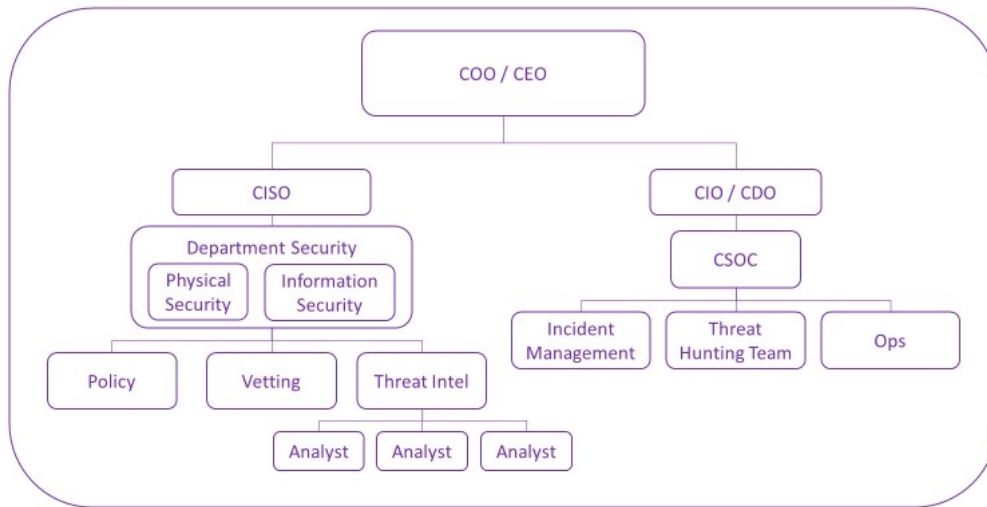 COO / CEO
CISO
CIO / CDO
Department Security
Physical
Security
Information
Security
CSOC
Incident
Management
Threat
Hunting Team
Ops
Policy
Vetting
Threat Intel
Analyst
Analyst
Analyst